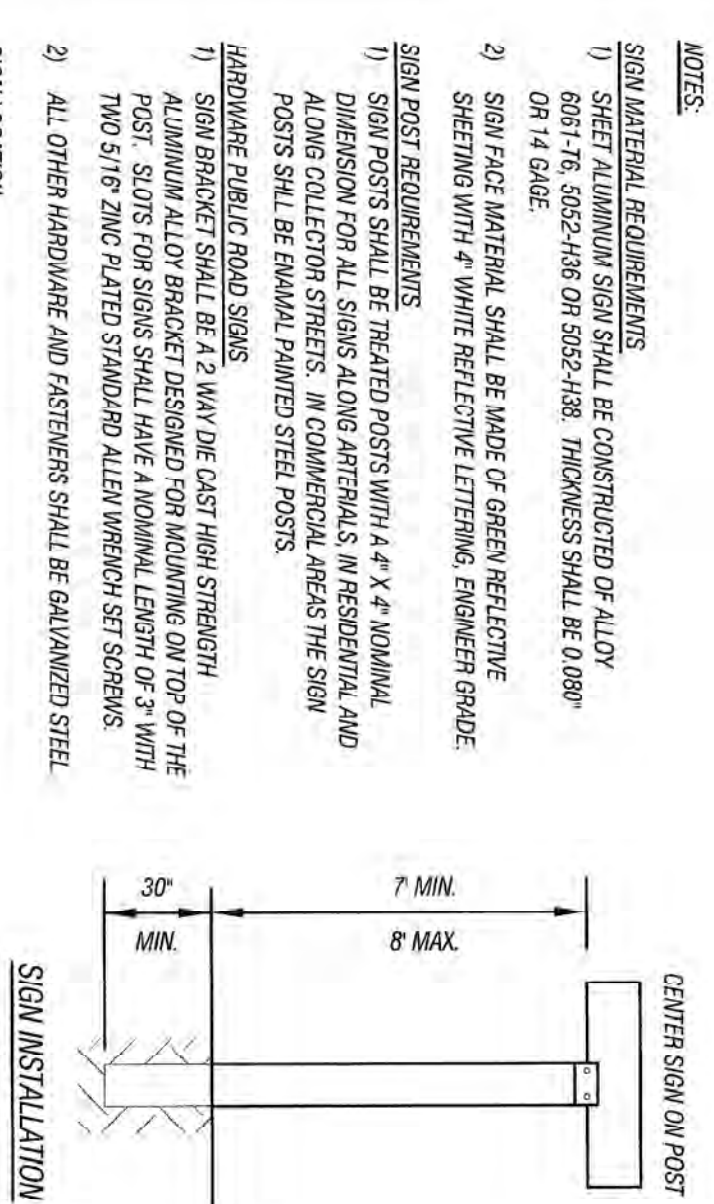 NOTES:
SIGN MATERIAL REQUIREMENTS
1) SHEET ALUMINUM SIGN SHALL BE CONSTRUCTED OF ALLOY
6061-T6, 5052-H36 OR 5052-H38. THICKNESS SHALL BE 0.080"
OR 14 GAGE.
2) SIGN FACE MATERIAL SHALL BE MADE OF GREEN REFLECTIVE
SHEETING WITH 4" WHITE REFLECTIVE LETTERING, ENGINEER GRADE.
SIGN POST REQUIREMENTS
1) SIGN POSTS SHALL BE TREATED POSTS WITH A 4" X 4" NOMINAL
DIMENSION FOR ALL SIGNS ALONG ARTERIALS, IN RESIDENTIAL AND
ALONG COLLECTOR STREETS. IN COMMERCIAL AREAS THE SIGN
POSTS SHLL BE ENAMAL PAINTED STEEL POSTS.
HARDWARE PUBLIC ROAD SIGNS
1) SIGN BRACKET SHALL BE A 2 WAY DIE CAST HIGH STRENGTH
ALUMINUM ALLOY BRACKET DESIGNED FOR MOUNTING ON TOP OF THE
POST. SLOTS FOR SIGNS SHALL HAVE A NOMINAL LENGTH OF 3" WITH
TWO 5/16" ZINC PLATED STANDARD ALLEN WRENCH SET SCREWS.
2) ALL OTHER HARDWARE AND FASTENERS SHALL BE GALVANIZED STEEL.
CENTER SIGN ON POST
7' MIN.
8' MAX.
30"
MIN.
SIGN INSTALLATION